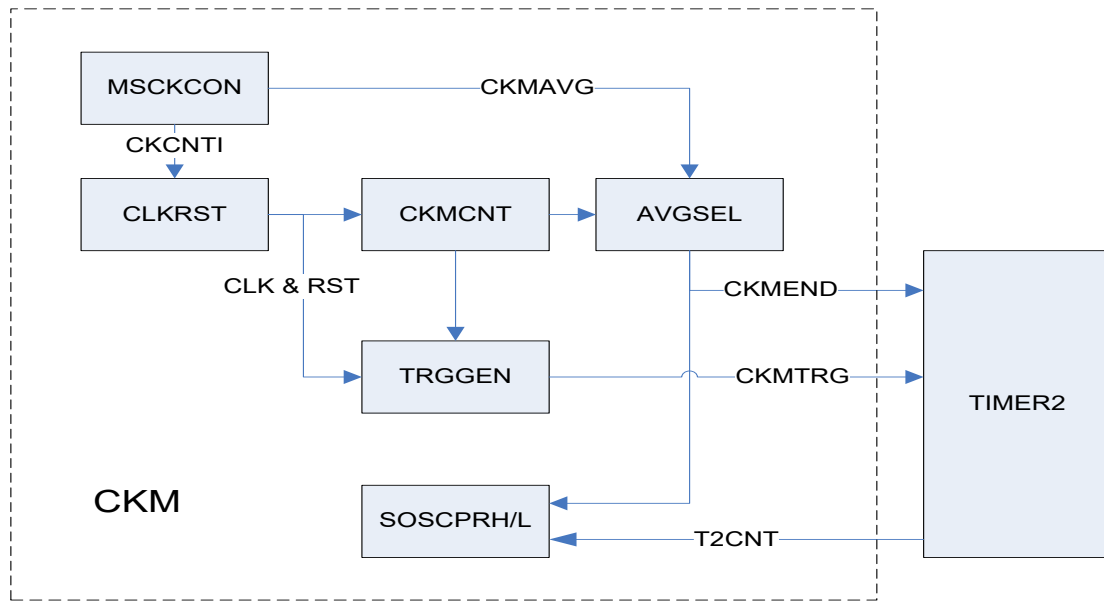 MSCKCON
CKMAVG
CKCNTI
CLKRST
CKMCNT
AVGSEL
CLK & RST
CKMEND
TRGGEN
CKMTRG
TIMER2
CKM
SOSCPRH/L
T2CNT